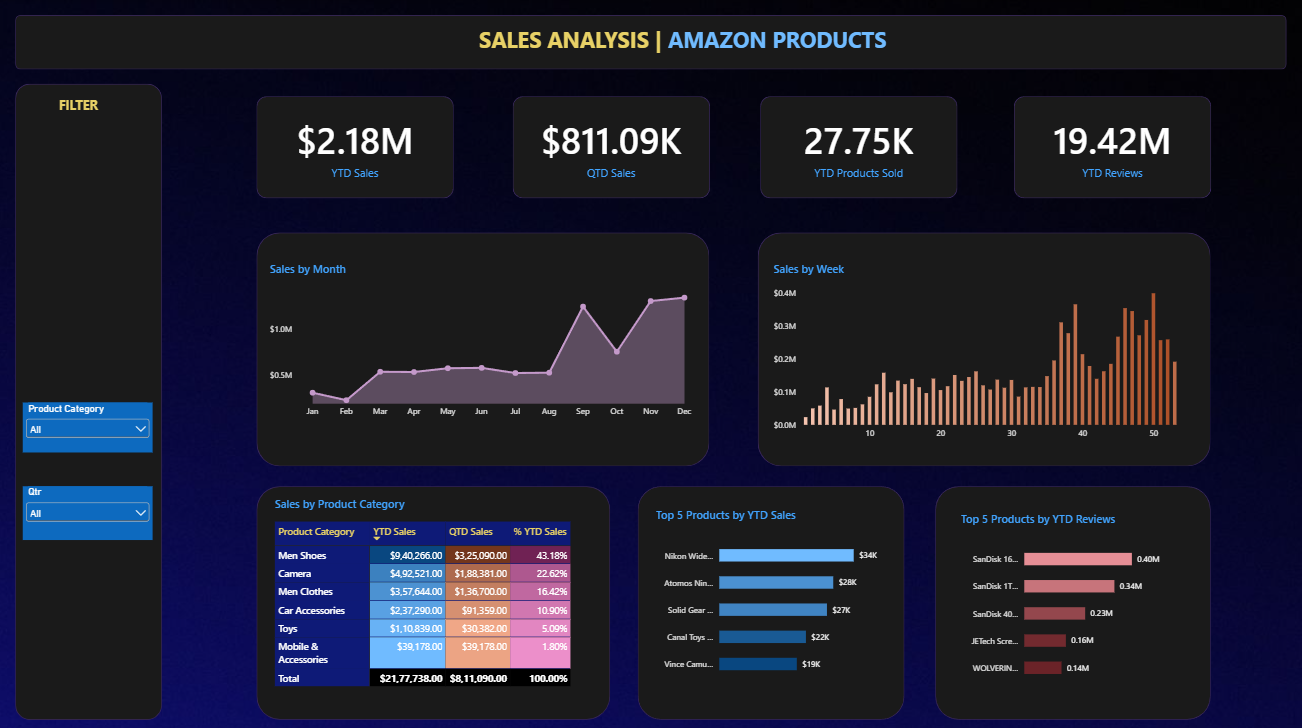 SALES ANALYSIS | AMAZON PRODUCTS
FILTER
Product Category
All
Qtr
All
$2.18M
YTD Sales
$811.09K
QTD Sales
27.75K
YTD Products Sold
19.42M
YTD Reviews
Sales by Month
$1.0M
$0.5M
Jan Feb Mar Apr May Jun Jul Aug Sep Oct Nov Dec
Sales by Week
$0.4M
$0.3M
$0.2M
$0.1M
$0.0M
10 20 30 40 50
Sales by Product Category
Product Category YTD Sales QTD Sales % YTD Sales
Men Shoes $9,40,266.00 $3,25,090.00 43.18%
Camera $4,92,521.00 $1,88,381.00 22.62%
Men Clothes $3,57,644.00 $1,36,700.00 16.42%
Car Accessories $2,37,290.00 $91,359.00 10.90%
Toys $1,10,839.00 $30,382.00 5.09%
Mobile & $39,178.00 $39,178.00 1.80%
Accessories
Total $21,77,738.00 $8,11,090.00 100.00%
Top 5 Products by YTD Sales
Nikon Wide... $34K
Atomos Nin... $28K
Solid Gear ... $27K
Canal Toys ... $22K
Vince Camu... $19K
Top 5 Products by YTD Reviews
SanDisk 16... 0.40M
SanDisk 1T... 0.34M
SanDisk 40... 0.23M
JETech Scre... 0.16M
WOLVERIN... 0.14M